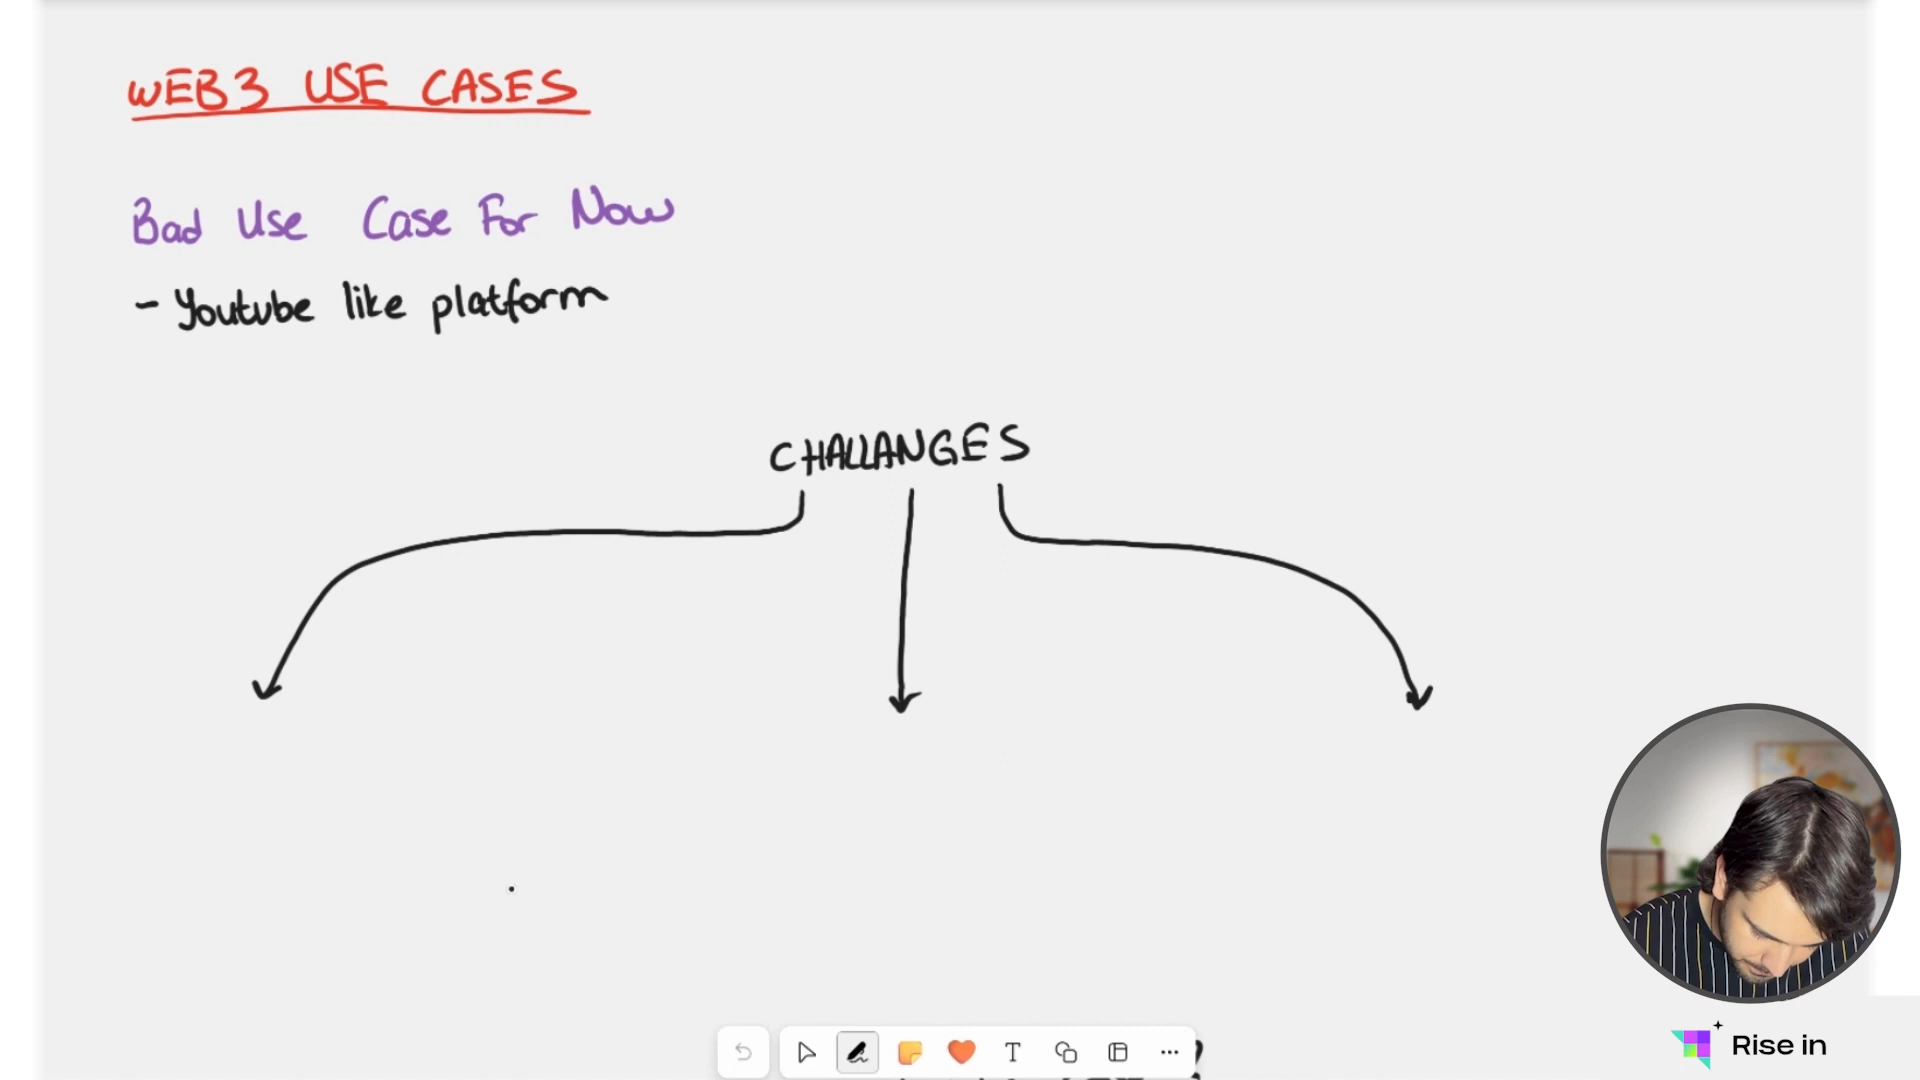 WEB3 USE CASES
Bad Use Case For Now
- Youtube like platform
CHALLANGES
T
Rise in